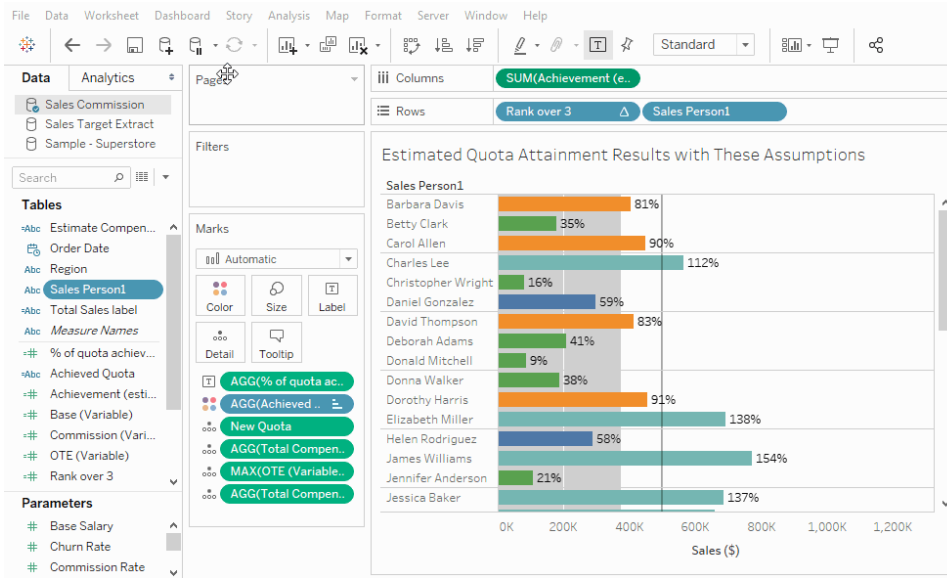 File Data Worksheet Dashboard Story Analysis Map Format Server Window Help
Standard
Data Analytics
Sales Commission
Sales Target Extract
Sample - Superstore
Search
Tables
Abc Estimate Compen...
Order Date
Abc Region
Abc Sales Person1
Abc Total Sales label
Abc Measure Names
% of quota achiev...
Abc Achieved Quota
Achievement (esti...
Base (Variable)
Commission (Vari...
OTE (Variable)
Rank over 3
Parameters
Base Salary
Churn Rate
Commission Rate
Pages
Filters
Marks
Automatic
Color Size Label
Detail Tooltip
AGG(% of quota ac..
AGG(Achieved ..
New Quota
AGG(Total Compen..
MAX(OTE (Variable..
AGG(Total Compen..
Columns SUM(Achievement (e..
Rows Rank over 3 Δ Sales Person1
Estimated Quota Attainment Results with These Assumptions
Sales Person1
Barbara Davis 81%
Betty Clark 35%
Carol Allen 90%
Charles Lee 112%
Christopher Wright 16%
Daniel Gonzalez 59%
David Thompson 83%
Deborah Adams 41%
Donald Mitchell 9%
Donna Walker 38%
Dorothy Harris 91%
Elizabeth Miller 138%
Helen Rodriguez 58%
James Williams 154%
Jennifer Anderson 21%
Jessica Baker 137%
0K 200K 400K 600K 800K 1,000K 1,200K
Sales ($)